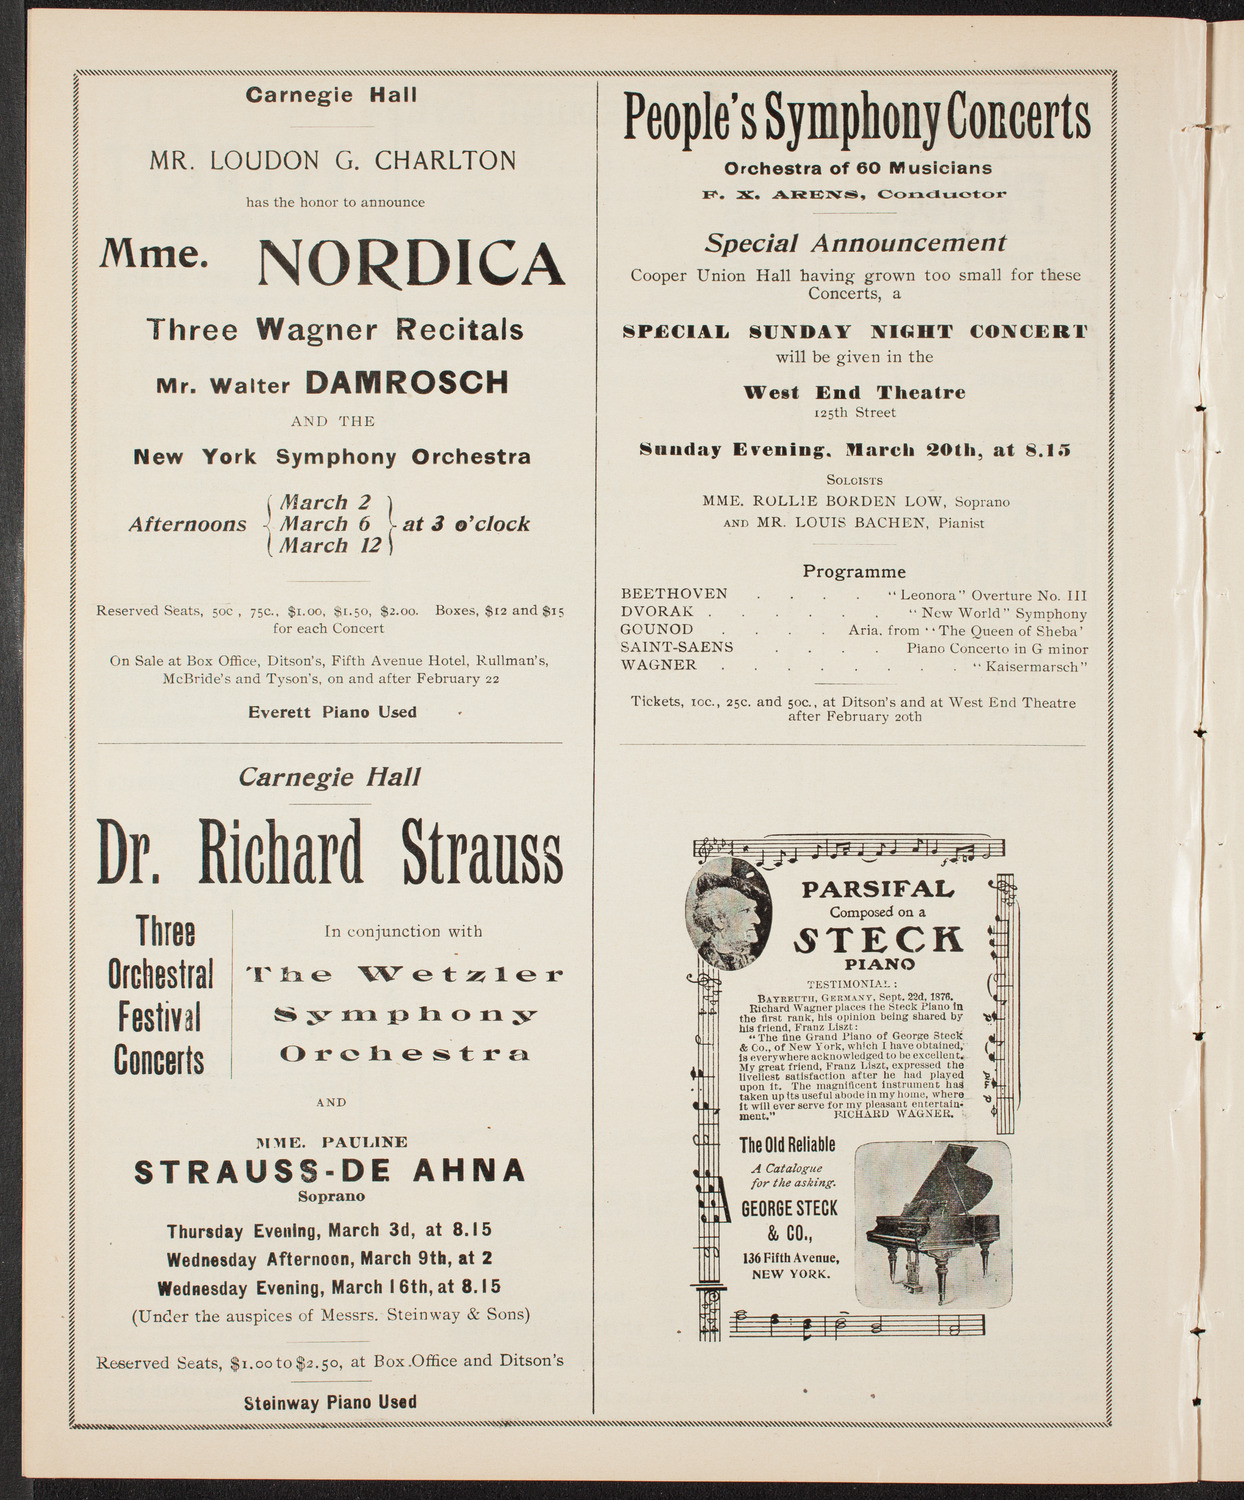 Carnegie Hall
MR. LOUDON G. CHARLTON
has the honor to announce
Mme. NORDICA
Three Wagner Recitals
Mr. Walter DAMROSCH
AND THE
New York Symphony Orchestra
Afternoons { March 2
March 6
March 12 } at 3 o'clock
Reserved Seats, 50c , 75c., $1.00, $1.50, $2.00. Boxes, $12 and $15
for each Concert
On Sale at Box Office, Ditson's, Fifth Avenue Hotel, Rullman's,
McBride's and Tyson's, on and after February 22
Everett Piano Used
Carnegie Hall
Dr. Richard Strauss
Three
Orchestral
Festival
Concerts
In conjunction with
The Wetzler
Symphony
Orchestra
AND
MME. PAULINE
STRAUSS-DE AHNA
Soprano
Thursday Evening, March 3d, at 8.15
Wednesday Afternoon, March 9th, at 2
Wednesday Evening, March 16th, at 8.15
(Under the auspices of Messrs. Steinway & Sons)
Reserved Seats, $1.00 to $2.50, at Box Office and Ditson's
Steinway Piano Used
People's Symphony Concerts
Orchestra of 60 Musicians
F. X. ARENS, Conductor
Special Announcement
Cooper Union Hall having grown too small for these
Concerts, a
SPECIAL SUNDAY NIGHT CONCERT
will be given in the
West End Theatre
125th Street
Sunday Evening. March 20th, at 8.15
SOLOISTS
MME. ROLLIE BORDEN LOW, Soprano
AND MR. LOUIS BACHEN, Pianist
Programme
BEETHOVEN . . . . "Leonora" Overture No. III
DVORAK . . . . . . "New World" Symphony
GOUNOD . . . . Aria. from "The Queen of Sheba'
SAINT-SAENS . . . . Piano Concerto in G minor
WAGNER . . . . . . . . "Kaisermarsch"
Tickets, 10c., 25c. and 50c., at Ditson's and at West End Theatre
after February 20th
PARSIFAL
Composed on a
STECK
PIANO
TESTIMONIAL:
BAYREUTH, GERMANY, Sept. 22d, 1876.
Richard Wagner places the Steck Piano in
the first rank, his opinion being shared by
his friend, Franz Liszt:
"The fine Grand Piano of George Steck
& Co., of New York, which I have obtained,
is everywhere acknowledged to be excellent.
My great friend, Franz Liszt, expressed the
liveliest satisfaction after he had played
upon it. The magnificent instrument has
taken up its useful abode in my home, where
it will ever serve for my pleasant entertain-
ment." RICHARD WAGNER.
The Old Reliable
A Catalogue
for the asking.
GEORGE STECK
& CO.,
136 Fifth Avenue,
NEW YORK.